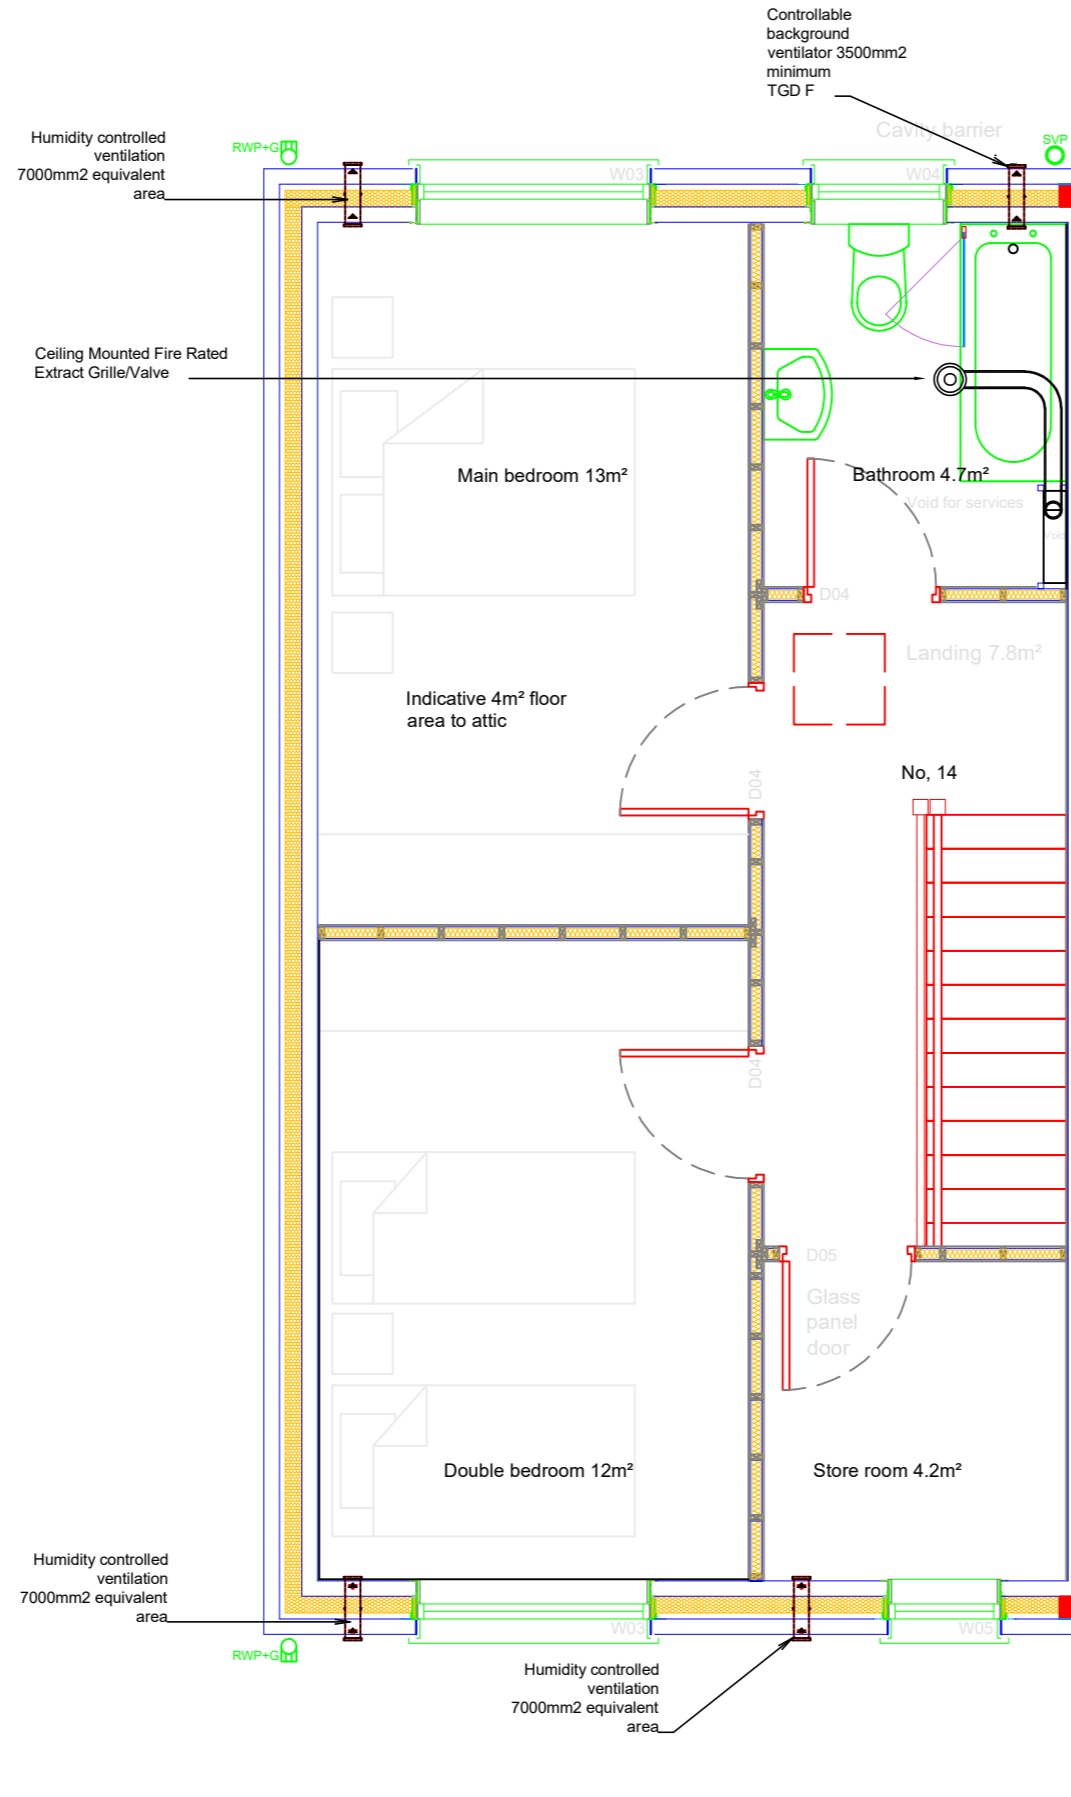 Controllable
background
ventilator 3500mm2
minimum
TGD F
Cavity barrier
SVP
Humidity controlled
ventilation
7000mm2 equivalent
area
RWP+G
W03
W04
Ceiling Mounted Fire Rated
Extract Grille/Valve
Main bedroom 13m²
Bathroom 4.7m²
Void for services
Void
D04
Landing 7.8m²
Indicative 4m² floor
area to attic
D04
No, 14
D04
D05
Glass
panel
door
Double bedroom 12m²
Store room 4.2m²
Humidity controlled
ventilation
7000mm2 equivalent
area
RWP+G
W03
W05
Humidity controlled
ventilation
7000mm2 equivalent
area